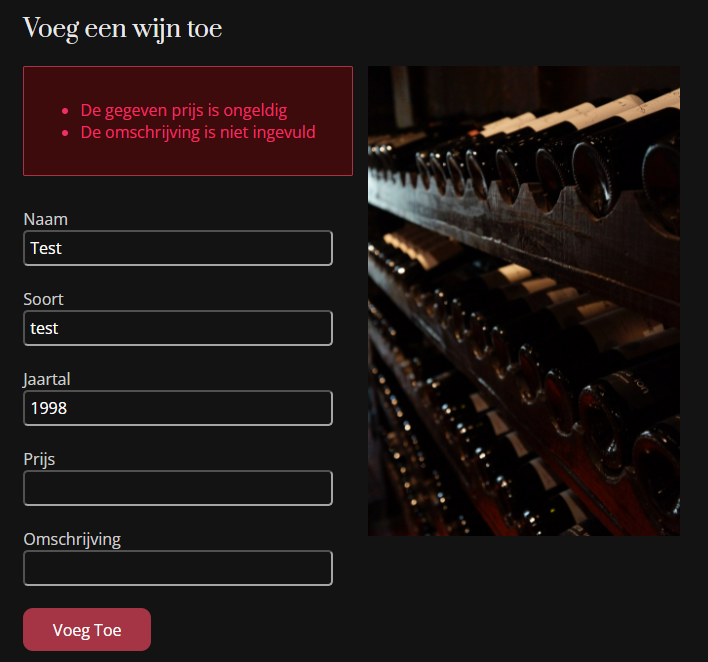 Voeg een wijn toe
De gegeven prijs is ongeldig
De omschrijving is niet ingevuld
Naam
Test
Soort
test
Jaartal
1998
Prijs
Omschrijving
Voeg Toe